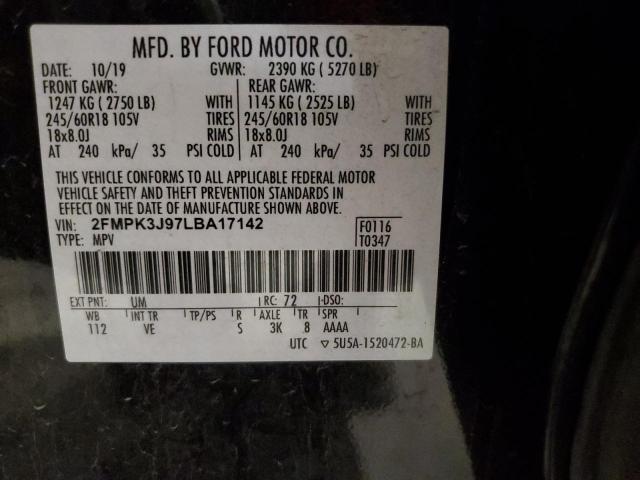 MFD. BY FORD MOTOR CO.
DATE: 10/19 GVWR: 2390 KG ( 5270 LB)
FRONT GAWR: REAR GAWR:
1247 KG ( 2750 LB) WITH 1145 KG ( 2525 LB) WITH
245/60R18 105V TIRES 245/60R18 105V TIRES
18x8.0J RIMS 18x8.0J RIMS
AT 240 kPa/ 35 PSI COLD AT 240 kPa/ 35 PSI COLD
THIS VEHICLE CONFORMS TO ALL APPLICABLE FEDERAL MOTOR
VEHICLE SAFETY AND THEFT PREVENTION STANDARDS IN
EFFECT ON THE DATE OF MANUFACTURE SHOWN ABOVE.
VIN: 2FMPK3J97LBA17142 F0116
TYPE: MPV T0347
EXT PNT: UM RC: 72 DSO:
WB INT TR TP/PS R AXLE TR SPR
112 VE S 3K 8 AAAA
UTC ▽ 5U5A-1520472-BA